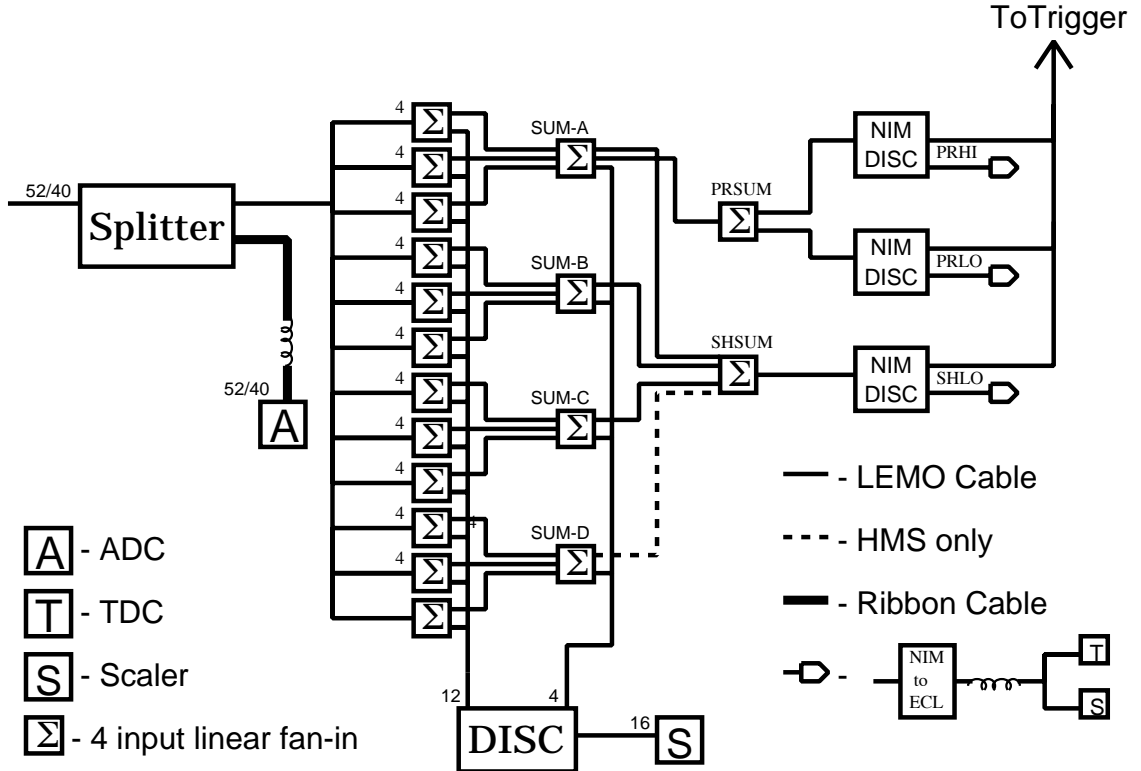 ToTrigger
4
SUM-A
NIM
DISC
PRHI
Σ
4
Σ
Σ
52/40
Splitter
4
Σ
PRSUM
Σ
4
Σ
SUM-B
Σ
NIM
DISC
PRLO
4
Σ
4
Σ
SHSUM
Σ
NIM
DISC
SHLO
52/40
A
4
Σ
SUM-C
Σ
4
Σ
4
Σ
- LEMO Cable
4
Σ
4
SUM-D
Σ
- HMS only
A - ADC
4
Σ
T - TDC
4
Σ
- Ribbon Cable
S - Scaler
12
4
DISC
16
S
-
NIM
to
ECL
T
S
Σ - 4 input linear fan-in